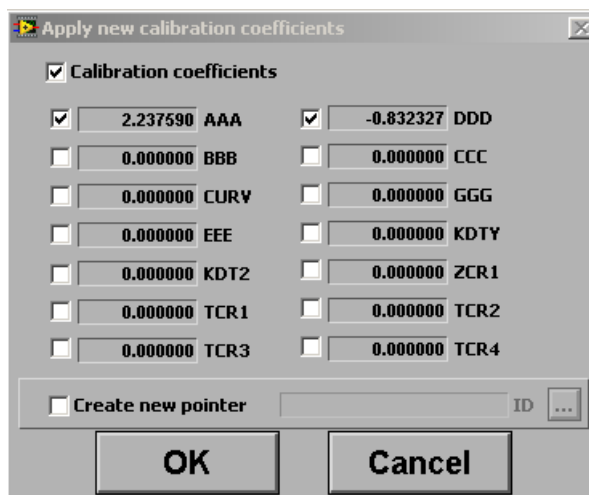 Apply new calibration coefficients
Calibration coefficients
2.237590 AAA -0.832327 DDD
0.000000 BBB 0.000000 CCC
0.000000 CURV 0.000000 GGG
0.000000 EEE 0.000000 KDTY
0.000000 KDT2 0.000000 ZCR1
0.000000 TCR1 0.000000 TCR2
0.000000 TCR3 0.000000 TCR4
Create new pointer ID ...
OK Cancel